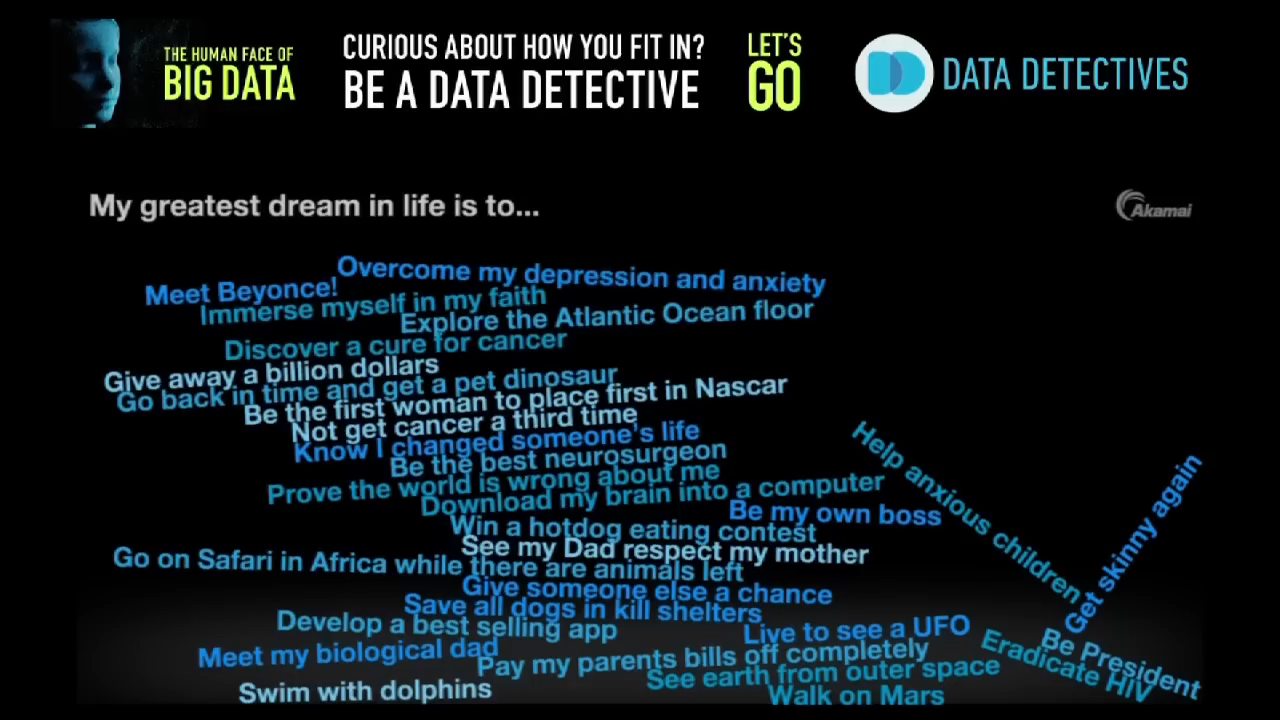 THE HUMAN FACE OF
BIG DATA
CURIOUS ABOUT HOW YOU FIT IN?
BE A DATA DETECTIVE
LET'S
GO
DATA DETECTIVES
My greatest dream in life is to...
Akamai
Overcome my depression and anxiety
Meet Beyonce!
Immerse myself in my faith
Explore the Atlantic Ocean floor
Discover a cure for cancer
Give away a billion dollars
Go back in time and get a pet dinosaur
Be the first woman to place first in Nascar
Not get cancer a third time
Know I changed someone's life
Be the best neurosurgeon
Prove the world is wrong about me
Download my brain into a computer
Be my own boss
Win a hotdog eating contest
See my Dad respect my mother
Go on Safari in Africa while there are animals left
Give someone else a chance
Save all dogs in kill shelters
Develop a best selling app
Live to see a UFO
Meet my biological dad
Pay my parents bills off completely
See earth from outer space
Swim with dolphins
Walk on Mars
Help anxious children
Get skinny again
Be President
Eradicate HIV